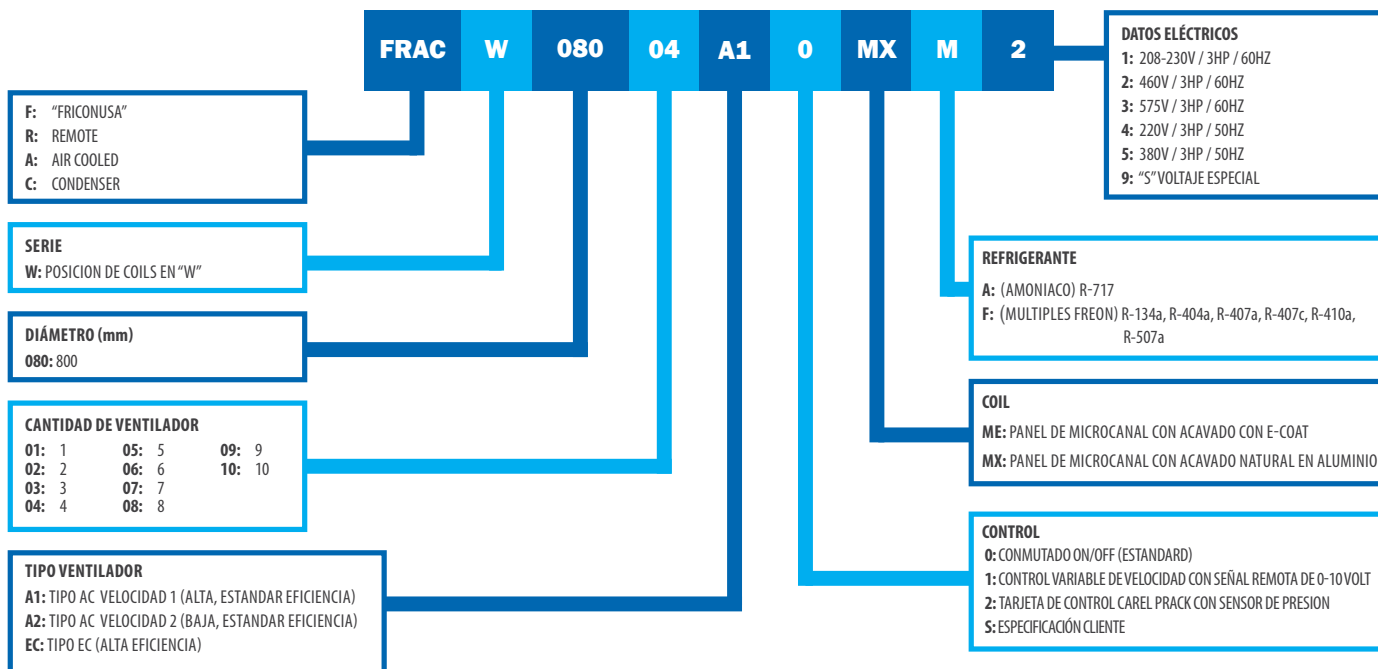 FRAC W 080 04 A1 0 MX M 2
F: “FRICONUSA”
R: REMOTE
A: AIR COOLED
C: CONDENSER
SERIE
W: POSICION DE COILS EN “W”
DIÁMETRO (mm)
080: 800
CANTIDAD DE VENTILADOR
01: 1 05: 5 09: 9
02: 2 06: 6 10: 10
03: 3 07: 7
04: 4 08: 8
TIPO VENTILADOR
A1: TIPO AC VELOCIDAD 1 (ALTA, ESTANDAR EFICIENCIA)
A2: TIPO AC VELOCIDAD 2 (BAJA, ESTANDAR EFICIENCIA)
EC: TIPO EC (ALTA EFICIENCIA)
DATOS ELÉCTRICOS
1: 208-230V / 3HP / 60HZ
2: 460V / 3HP / 60HZ
3: 575V / 3HP / 60HZ
4: 220V / 3HP / 50HZ
5: 380V / 3HP / 50HZ
9: “S” VOLTAJE ESPECIAL
REFRIGERANTE
A: (AMONIACO) R-717
F: (MULTIPLES FREON) R-134a, R-404a, R-407a, R-407c, R-410a,
R-507a
COIL
ME: PANEL DE MICROCANAL CON ACAVADO CON E-COAT
MX: PANEL DE MICROCANAL CON ACAVADO NATURAL EN ALUMINIO
CONTROL
0: CONMUTADO ON/OFF (ESTANDARD)
1: CONTROL VARIABLE DE VELOCIDAD CON SEÑAL REMOTA DE 0-10 VOLT
2: TARJETA DE CONTROL CAREL PRACK CON SENSOR DE PRESION
S: ESPECIFICACIÓN CLIENTE